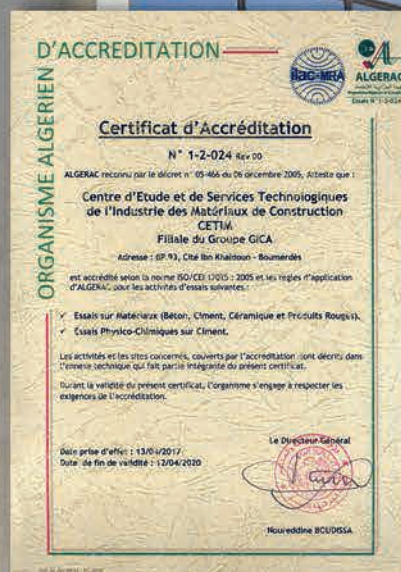 D'ACCREDITATION
ORGANISME ALGERIEN
ilac-MRA
ALGERAC
Essais N° 1-2-024
Certificat d'Accréditation
N° 1-2-024 Rev 00
ALGERAC reconnu par le décret n° 05-466 du 06 décembre 2005, Atteste que :
Centre d'Etude et de Services Technologiques
de l'Industrie des Matériaux de Construction
CETIM
Filiale du Groupe GICA
Adresse : BP.93, Cité Ibn Khaldoun - Boumerdés
est accrédité selon la norme ISO/CEI 17025 : 2005 et les règles d'application
d'ALGERAC pour les activités d'essais suivantes :
✓ Essais sur Matériaux (Béton, Ciment, Céramique et Produits Rouges),
✓ Essais Physico-Chimiques sur Ciment,
Les activités et les sites concernés, couverts par l'accréditation sont décrits dans
l'annexe technique qui fait partie intégrante du présent certificat.
Durant la validité du présent certificat, l'organisme s'engage à respecter les
exigences de l'accréditation.
Date prise d'effet : 13/04/2017
Date de fin de validité : 12/04/2020
Le Directeur Général
Noureddine BOUDISSA